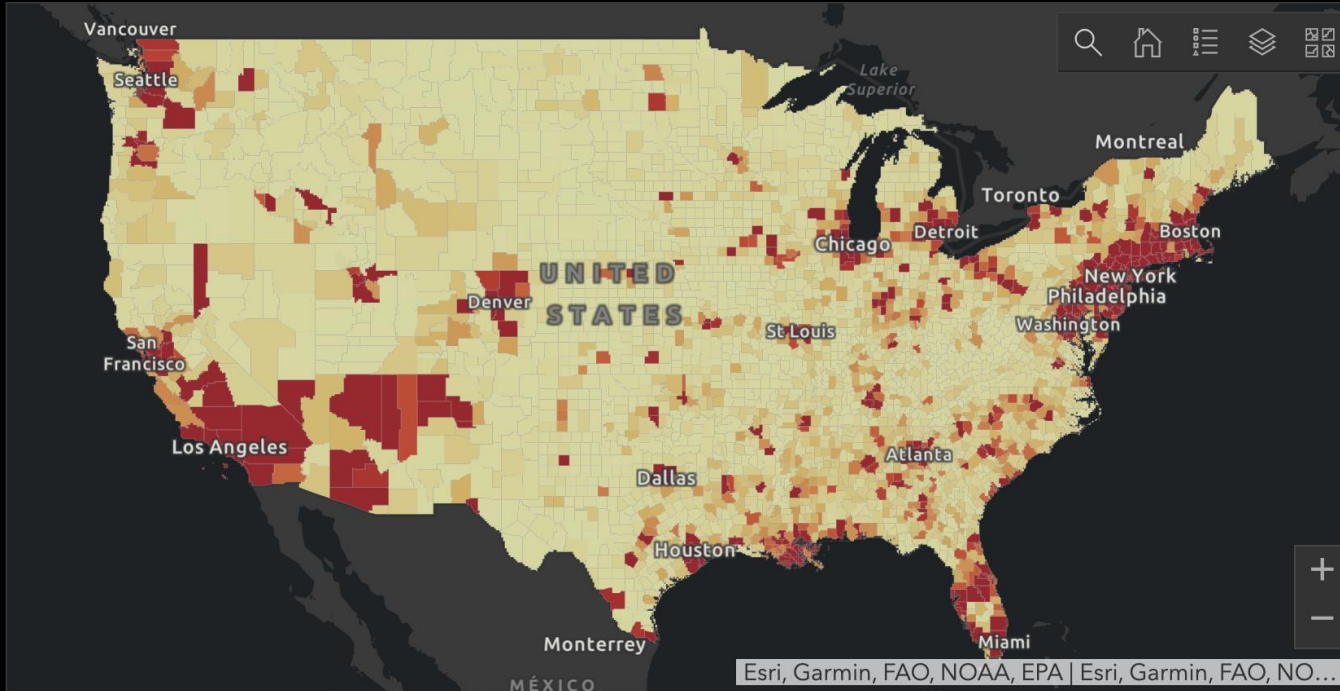 Vancouver
Seattle
Lake
Superior
Montreal
Toronto
Boston
Detroit
Chicago
UNITED
STATES
New York
Philadelphia
Denver
Washington
St Louis
San
Francisco
Los Angeles
Atlanta
Dallas
Houston
Miami
Monterrey
MÉXICO
Esri, Garmin, FAO, NOAA, EPA | Esri, Garmin, FAO, NO...